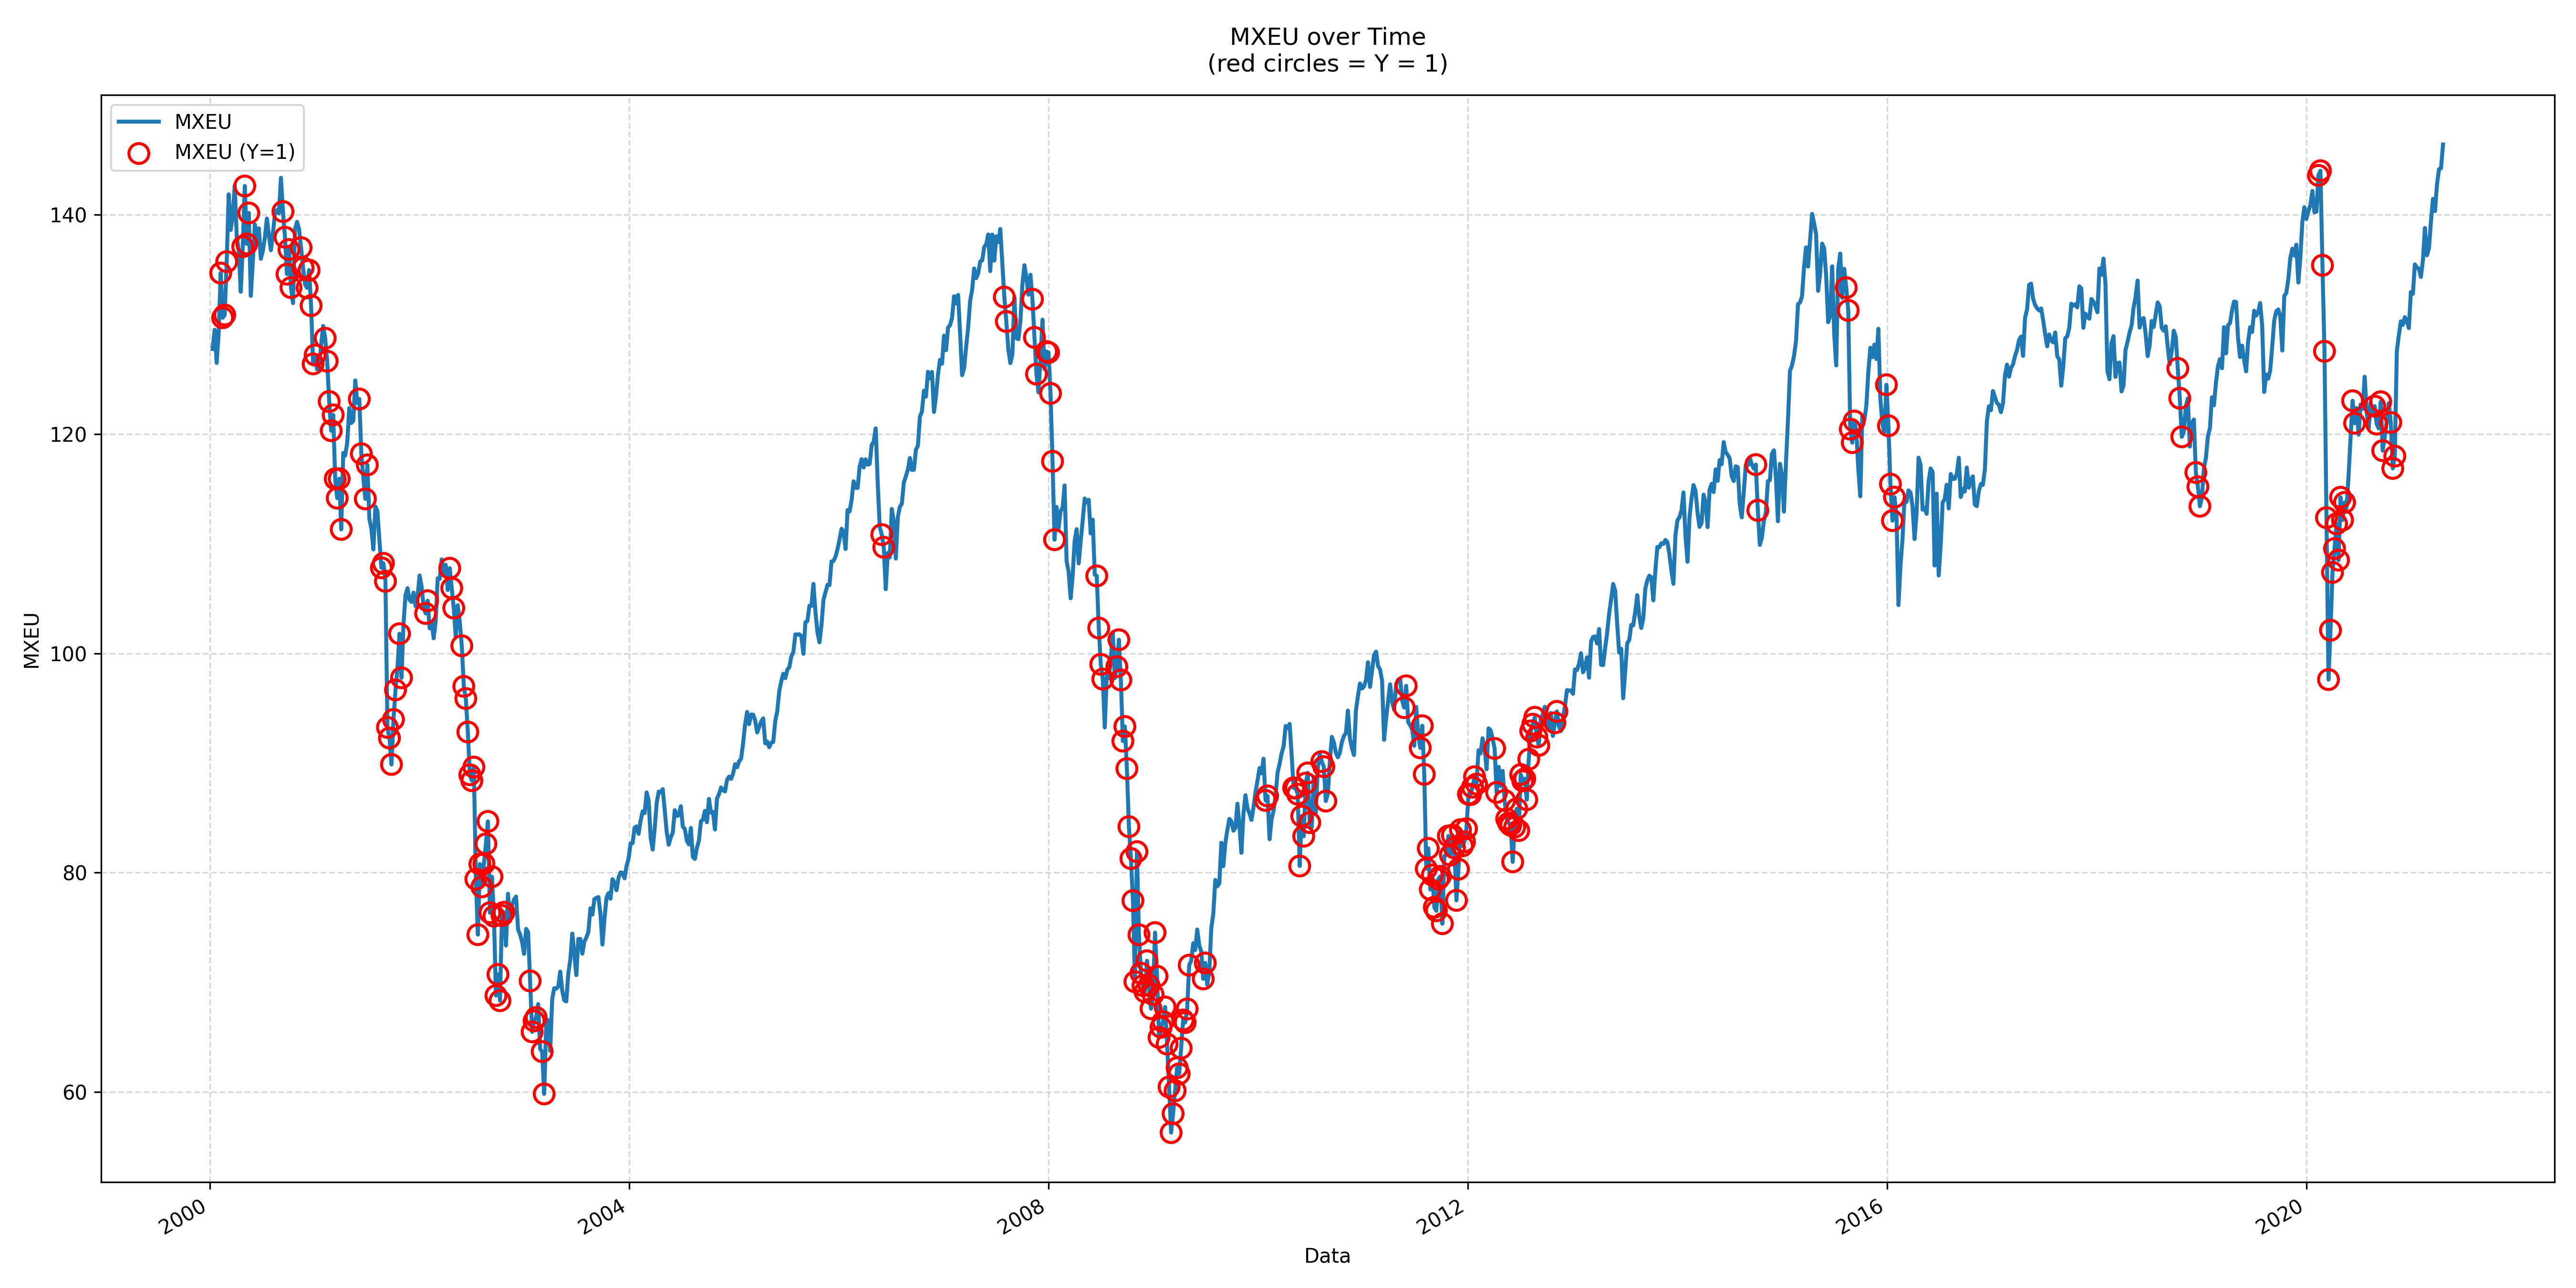 MXEU over Time
(red circles = Y = 1)
MXEU
MXEU (Y=1)
MXEU
140
120
100
80
60
2000
2004
2008
2012
2016
2020
Data